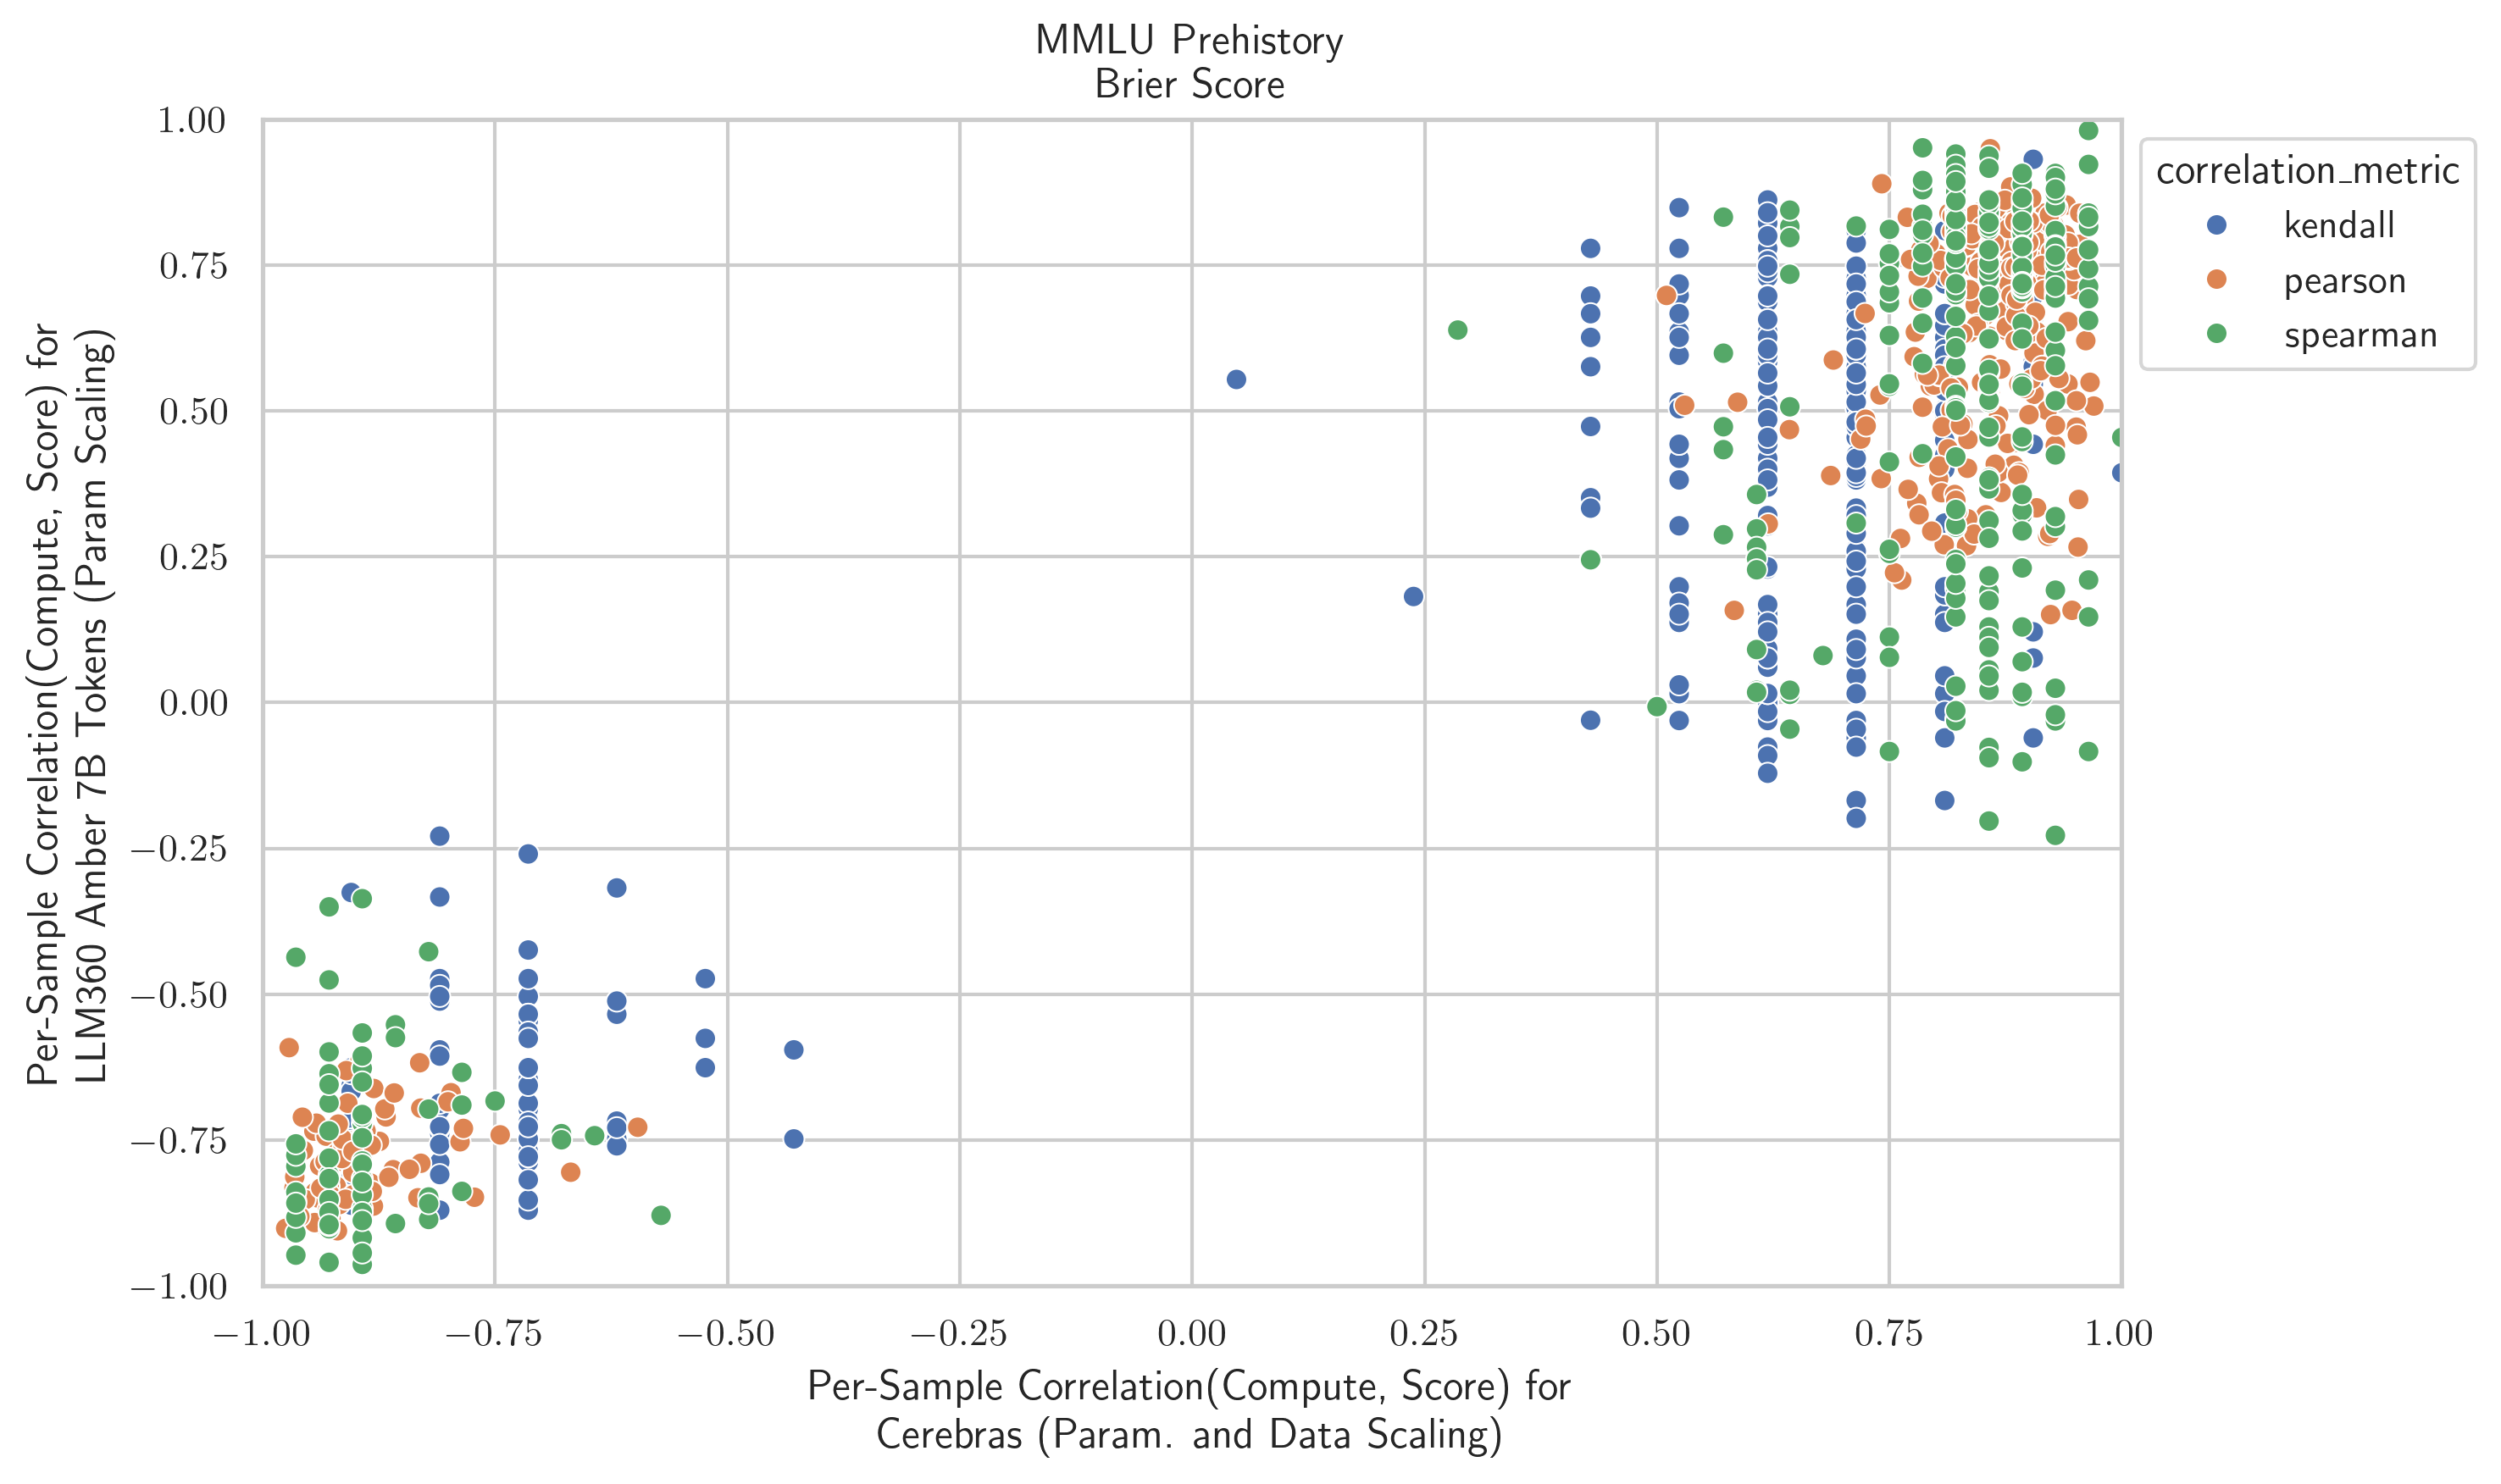 MMLU Prehistory
Brier Score
1.00
0.75
0.50
0.25
0.00
−0.25
−0.50
−0.75
−1.00
Per-Sample Correlation(Compute, Score) for
LLM360 Amber 7B Tokens (Param Scaling)
−1.00 −0.75 −0.50 −0.25 0.00 0.25 0.50 0.75 1.00
Per-Sample Correlation(Compute, Score) for
Cerebras (Param. and Data Scaling)
correlation_metric
kendall
pearson
spearman